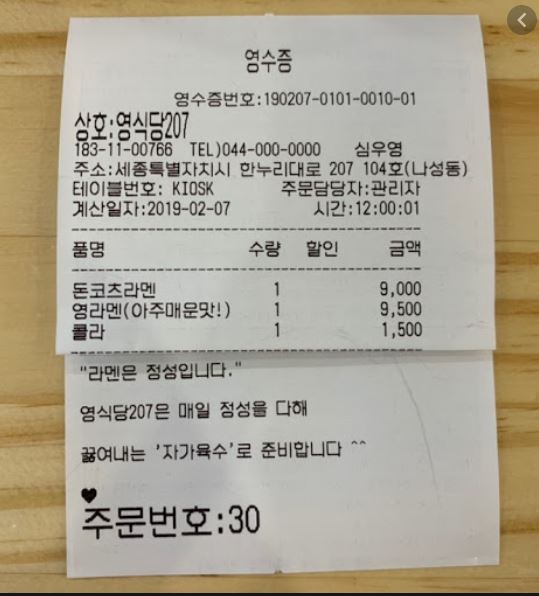 영수증
영수증번호:190207-0101-0010-01
상호:영식당207
183-11-00766 TEL)044-000-0000 심우영
주소:세종특별자치시 한누리대로 207 104호(나성동)
테이블번호: KIOSK 주문담당자:관리자
계산일자:2019-02-07 시간:12:00:01
품명 수량 할인 금액
돈코츠라멘 1 9,000
영라멘(아주매운맛!) 1 9,500
콜라 1 1,500
"라멘은 정성입니다."
영식당207은 매일 정성을 다해
끓여내는 '자가육수'로 준비합니다 ^^
♥
주문번호:30